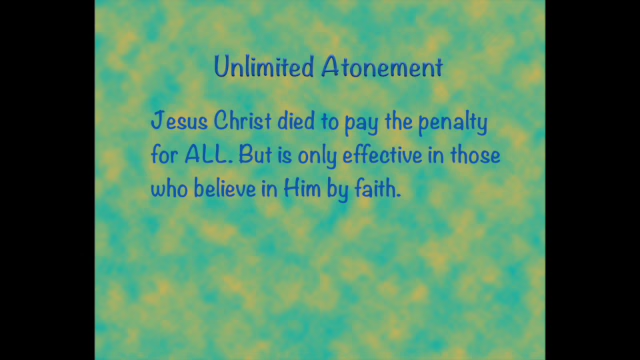 Unlimited Atonement
Jesus Christ died to pay the penalty
for ALL. But is only effective in those
who believe in Him by faith.